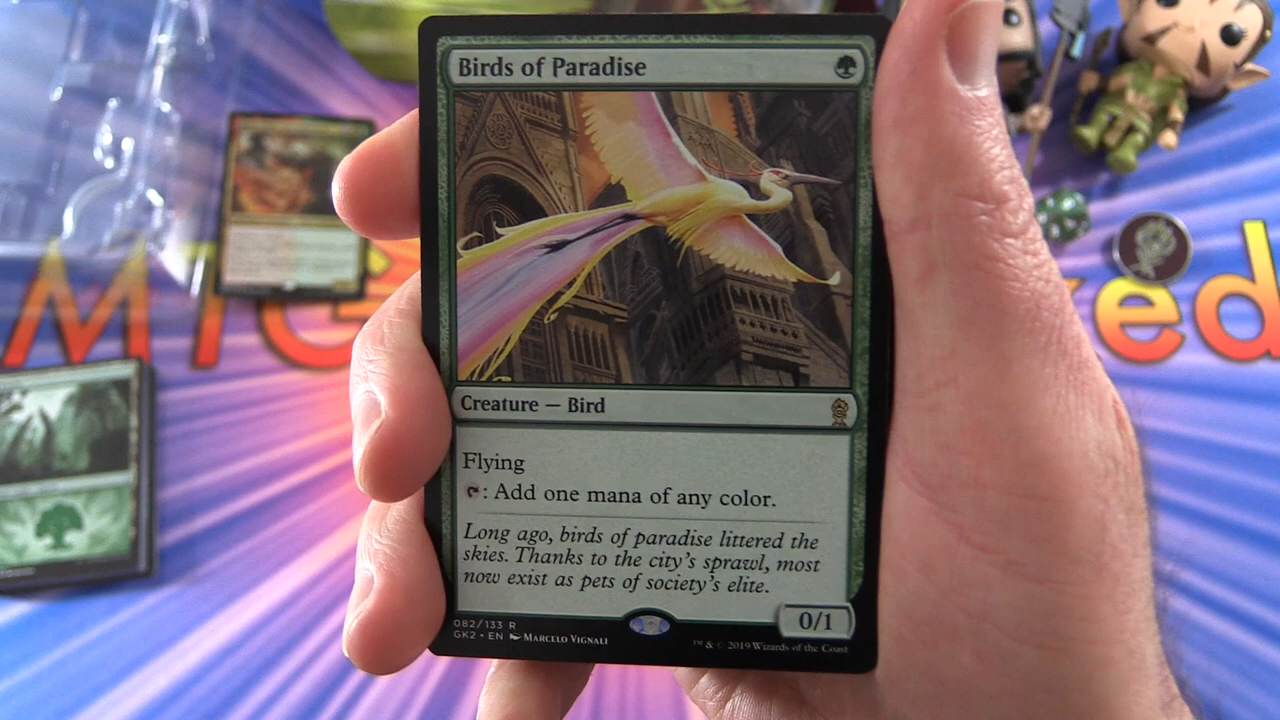 Birds of Paradise
Creature — Bird
Flying
: Add one mana of any color.
Long ago, birds of paradise littered the
skies. Thanks to the city's sprawl, most
now exist as pets of society's elite.
0/1
082/133 R
GK2 • EN Marcelo Vignali
™ & © 2019 Wizards of the Coast